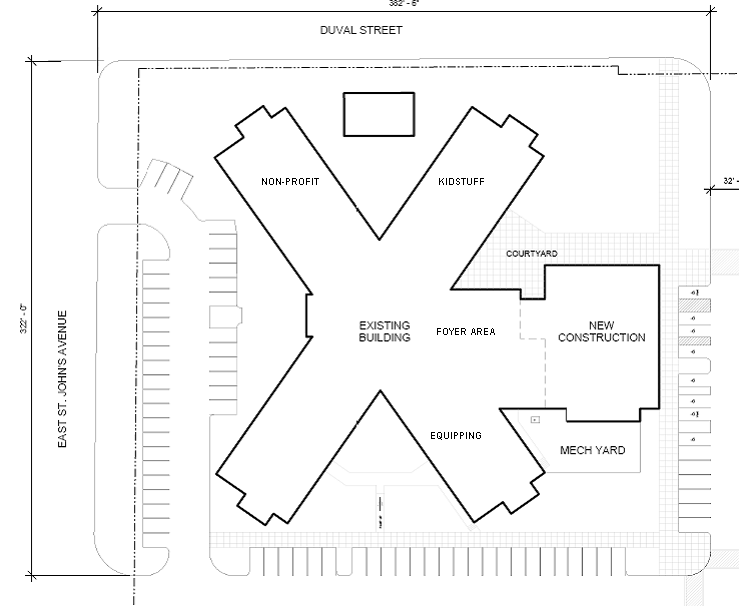 382' - 6"
DUVAL STREET
NON-PROFIT
KIDSTUFF
32' -
COURTYARD
322' - 0"
EAST ST. JOHN'S AVENUE
EXISTING
BUILDING
FOYER AREA
NEW
CONSTRUCTION
EQUIPPING
MECH YARD